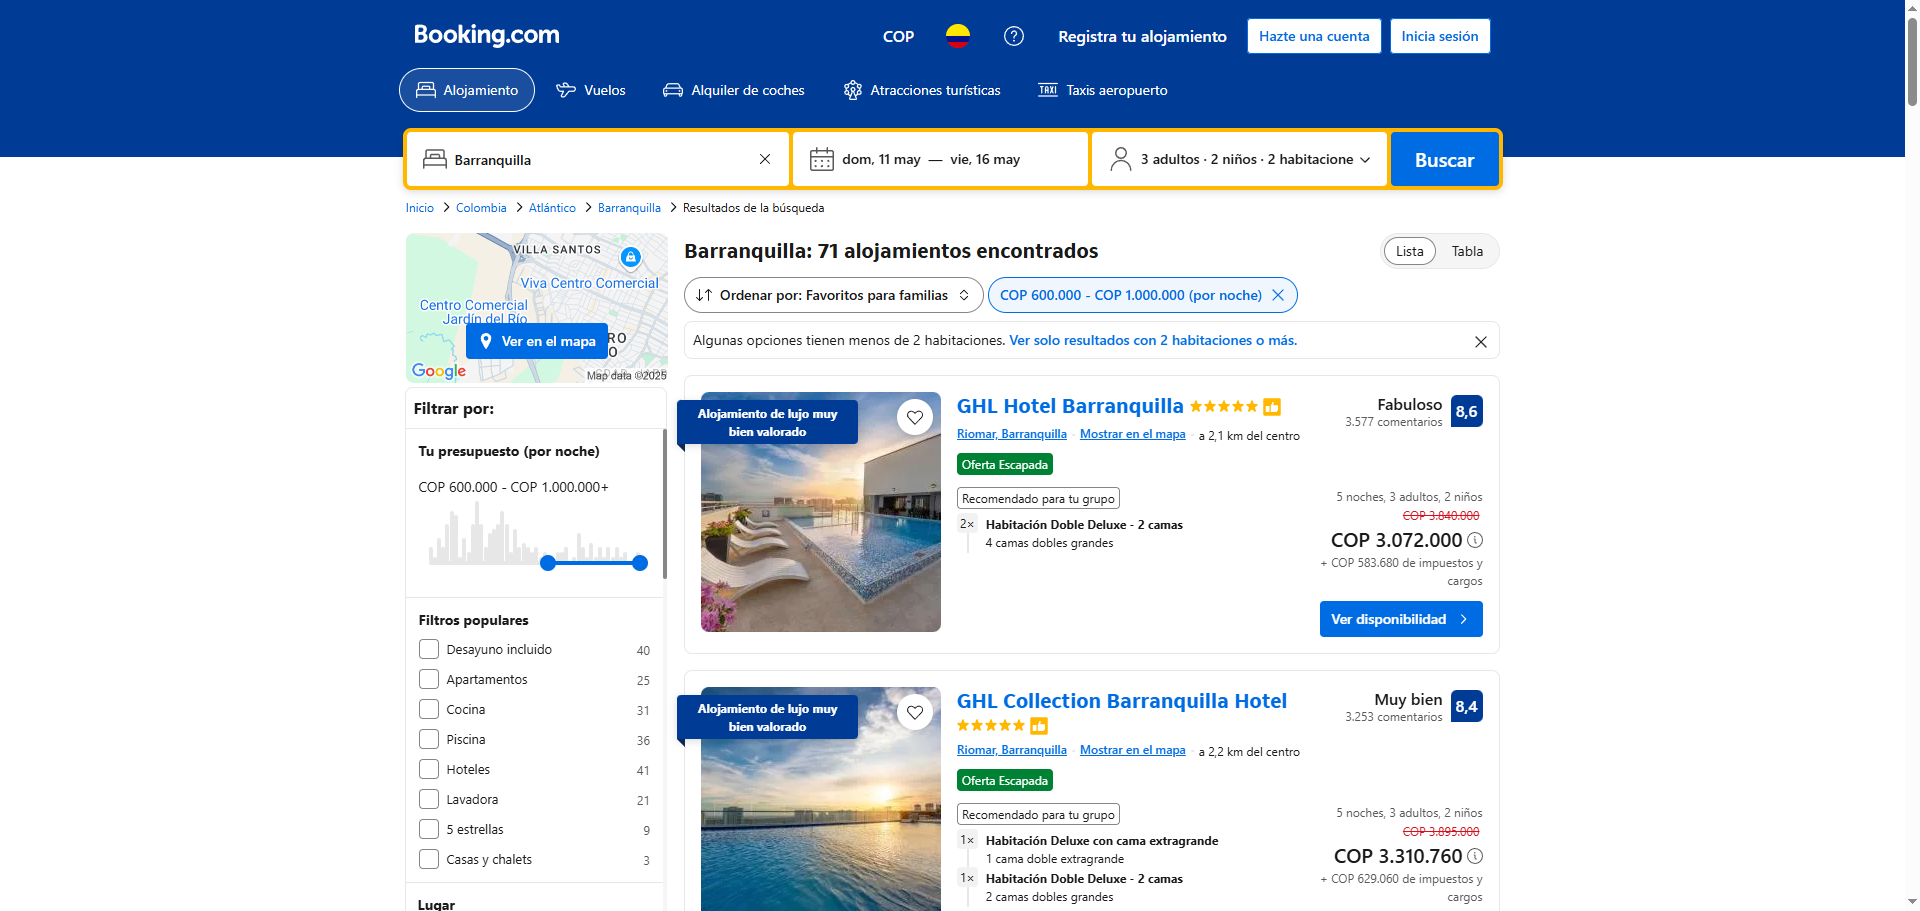 Booking.com
COP
Registra tu alojamiento
Hazte una cuenta
Inicia sesión
Alojamiento
Vuelos
Alquiler de coches
Atracciones turísticas
TAXI
Taxis aeropuerto
Barranquilla
dom, 11 may — vie, 16 may
3 adultos · 2 niños · 2 habitacione
Buscar
Inicio
Colombia
Atlántico
Barranquilla
Resultados de la búsqueda
VILLA SANTOS
Viva Centro Comercial
Centro Comercial
Jardín del Río
RO
O
Ver en el mapa
Google
Map data ©2025
Filtrar por:
Tu presupuesto (por noche)
COP 600.000 - COP 1.000.000+
Filtros populares
Desayuno incluido 40
Apartamentos 25
Cocina 31
Piscina 36
Hoteles 41
Lavadora 21
5 estrellas 9
Casas y chalets 3
Lugar
Barranquilla: 71 alojamientos encontrados
Lista
Tabla
Ordenar por: Favoritos para familias
COP 600.000 - COP 1.000.000 (por noche)
Algunas opciones tienen menos de 2 habitaciones. Ver solo resultados con 2 habitaciones o más.
Alojamiento de lujo muy
bien valorado
GHL Hotel Barranquilla
Riomar, Barranquilla · Mostrar en el mapa · a 2,1 km del centro
Oferta Escapada
Recomendado para tu grupo
2× Habitación Doble Deluxe - 2 camas
4 camas dobles grandes
Fabuloso
3.577 comentarios
8,6
5 noches, 3 adultos, 2 niños
COP 3.840.000
COP 3.072.000
+ COP 583.680 de impuestos y
cargos
Ver disponibilidad
Alojamiento de lujo muy
bien valorado
GHL Collection Barranquilla Hotel
Riomar, Barranquilla · Mostrar en el mapa · a 2,2 km del centro
Oferta Escapada
Recomendado para tu grupo
1× Habitación Deluxe con cama extragrande
1 cama doble extragrande
1× Habitación Doble Deluxe - 2 camas
2 camas dobles grandes
Muy bien
3.253 comentarios
8,4
5 noches, 3 adultos, 2 niños
COP 3.895.000
COP 3.310.760
+ COP 629.060 de impuestos y
cargos